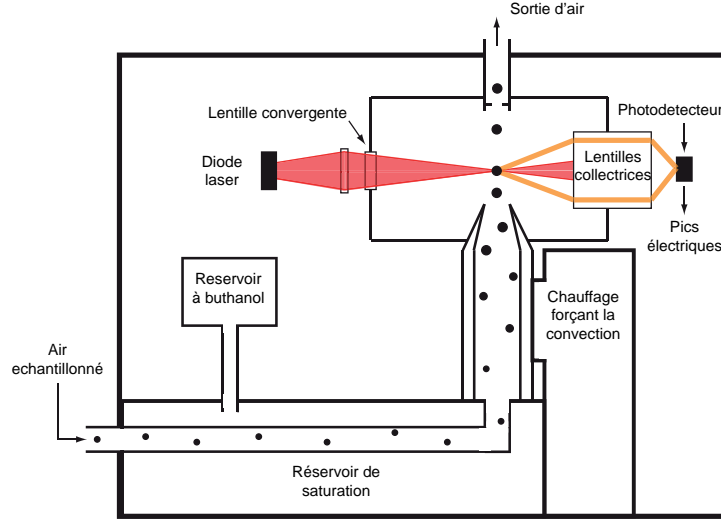 Sortie d'air
Lentille convergente
Photodetecteur
Diode
laser
Lentilles
collectrices
Pics
électriques
Reservoir
à buthanol
Chauffage
forçant la
convection
Air
echantillonné
Réservoir de
saturation